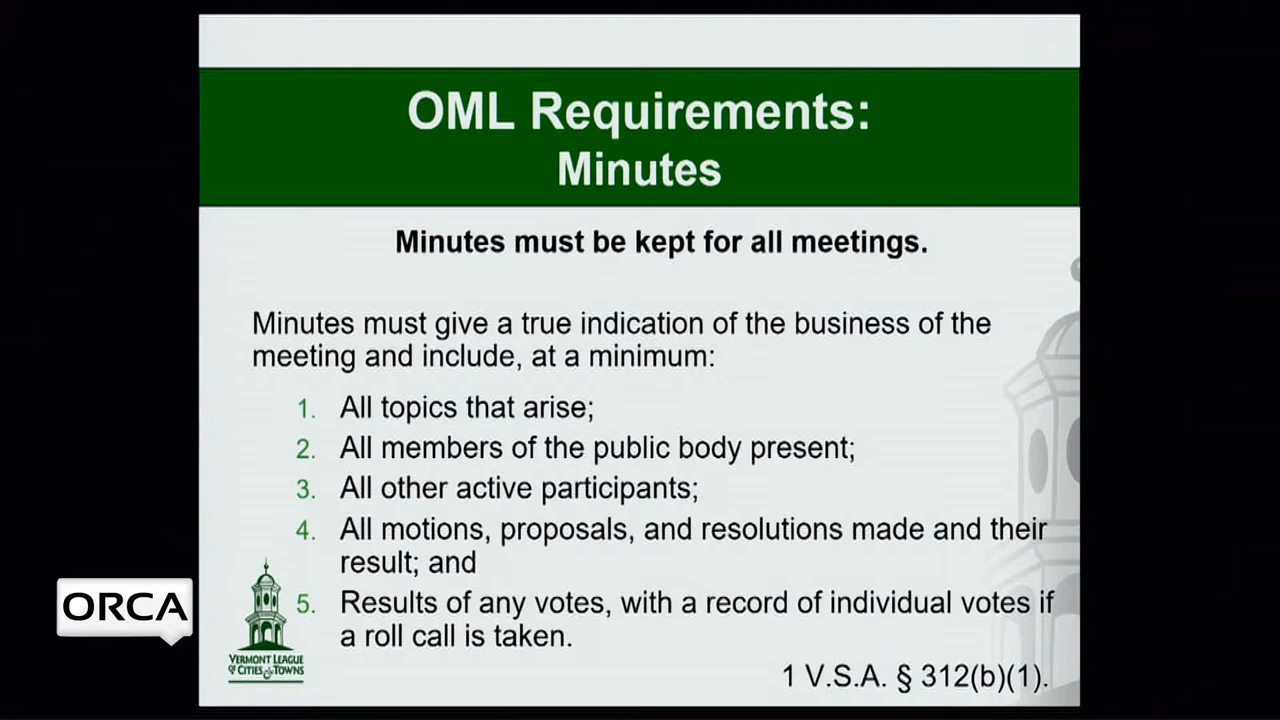 OML Requirements:
Minutes
Minutes must be kept for all meetings.
Minutes must give a true indication of the business of the
meeting and include, at a minimum:
1. All topics that arise;
2. All members of the public body present;
3. All other active participants;
4. All motions, proposals, and resolutions made and their
result; and
5. Results of any votes, with a record of individual votes if
a roll call is taken.
1 V.S.A. § 312(b)(1).
ORCA
VERMONT LEAGUE
OF CITIES & TOWNS